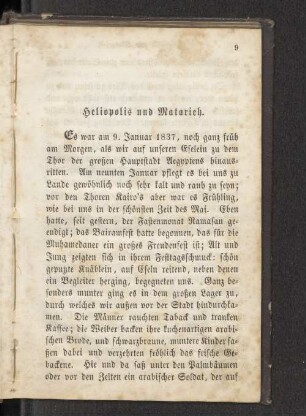 9
Heliopolis und Matarieh.
Es war am 9. Januar 1837, noch ganz früh
am Morgen, als wir auf unseren Eselein zu dem
Thor der großen Hauptstadt Aegyptens hinaus-
ritten. Am neunten Januar pflegt es bei uns zu
Lande gewöhnlich noch sehr kalt und rauh zu seyn;
vor den Thoren Kairo's aber war es Frühling,
wie bei uns in der schönsten Zeit des Mai. Eben
hatte, seit gestern, der Fastenmonat Ramasan ge-
endigt; das Bairamfest hatte begonnen, das für die
Muhamedaner ein großes Freudenfest ist; Alt und
Jung zeigten sich in ihrem Festtagsschmuck: schön
geputzte Knäblein, auf Eseln reitend, neben denen
ein Begleiter herging, begegneten uns. Ganz be-
sonders munter ging es in dem großen Lager zu,
durch welches wir außen vor der Stadt hindurchka-
men. Die Männer rauchten Taback und tranken
Kaffee; die Weiber backen ihre kuchenartigen arabi-
schen Brode, und schwarzbraune, muntere Kinder sa-
ßen dabei und verzehrten fröhlich das frische Ge-
backene. Hie und da saß unter den Palmbäumen
oder vor den Zelten ein arabischer Soldat, der auf